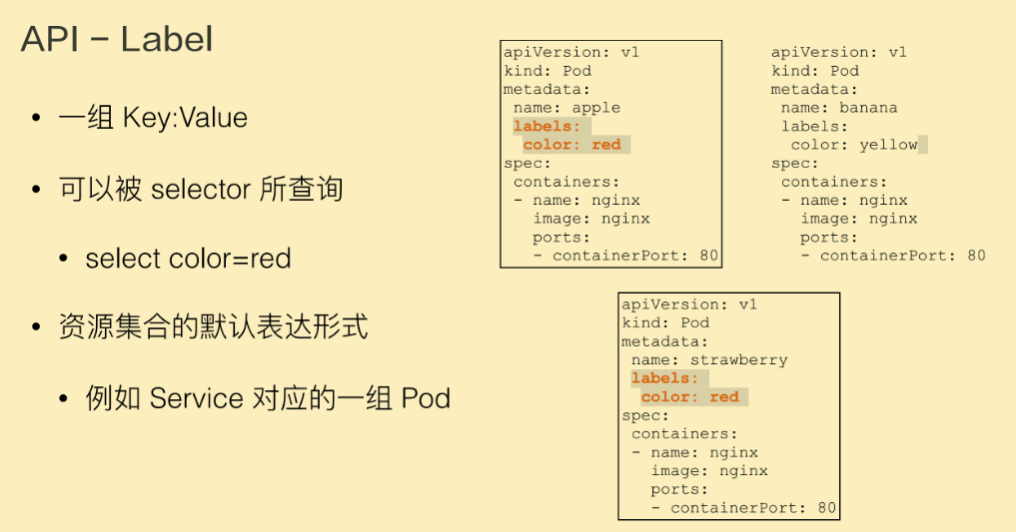 API – Label
• 一组 Key:Value
• 可以被 selector 所查询
• select color=red
• 资源集合的默认表达形式
• 例如 Service 对应的一组 Pod
apiVersion: v1
kind: Pod
metadata:
 name: apple
 labels:
  color: red
spec:
 containers:
 - name: nginx
   image: nginx
   ports:
   - containerPort: 80
apiVersion: v1
kind: Pod
metadata:
 name: banana
 labels:
  color: yellow
spec:
 containers:
 - name: nginx
   image: nginx
   ports:
   - containerPort: 80
apiVersion: v1
kind: Pod
metadata:
 name: strawberry
 labels:
  color: red
spec:
 containers:
 - name: nginx
   image: nginx
   ports:
   - containerPort: 80